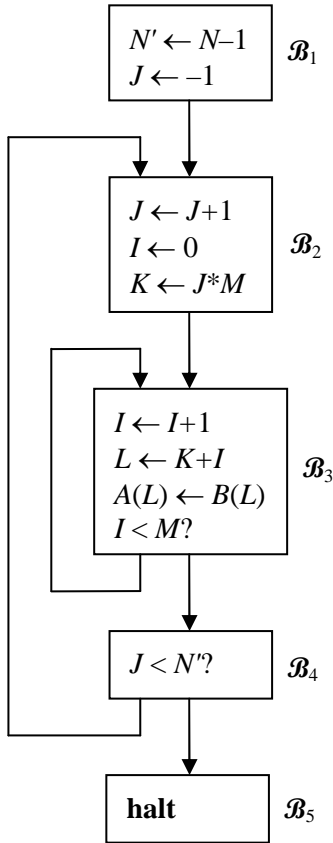 N' ← N–1
J ← –1
ℬ1
J ← J+1
I ← 0
K ← J*M
ℬ2
I ← I+1
L ← K+I
A(L) ← B(L)
I < M?
ℬ3
J < N'?
ℬ4
halt
ℬ5